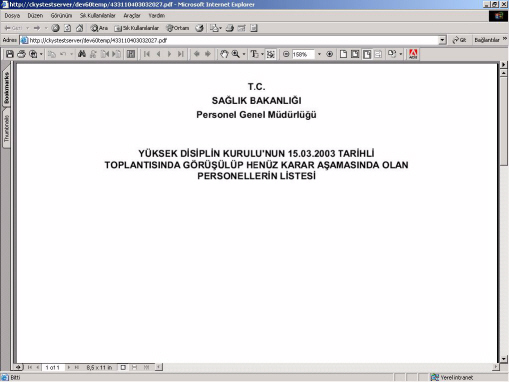 http://ckystestserver/dev60temp/433110403032027.pdf - Microsoft Internet Explorer
Dosya Düzen Görünüm Sık Kullanılanlar Araçlar Yardım
Ara Sık Kullanılanlar Ortam
Adres http://ckystestserver/dev60temp/433110403032027.pdf Git Bağlantılar »
158%
Bookmarks
Thumbnails
T.C.
SAĞLIK BAKANLIĞI
Personel Genel Müdürlüğü
YÜKSEK DİSİPLİN KURULU'NUN 15.03.2003 TARİHLİ
TOPLANTISINDA GÖRÜŞÜLÜP HENÜZ KARAR AŞAMASINDA OLAN
PERSONELLERİN LİSTESİ
1 of 1 8,5 x 11 in
Bitti Yerel intranet